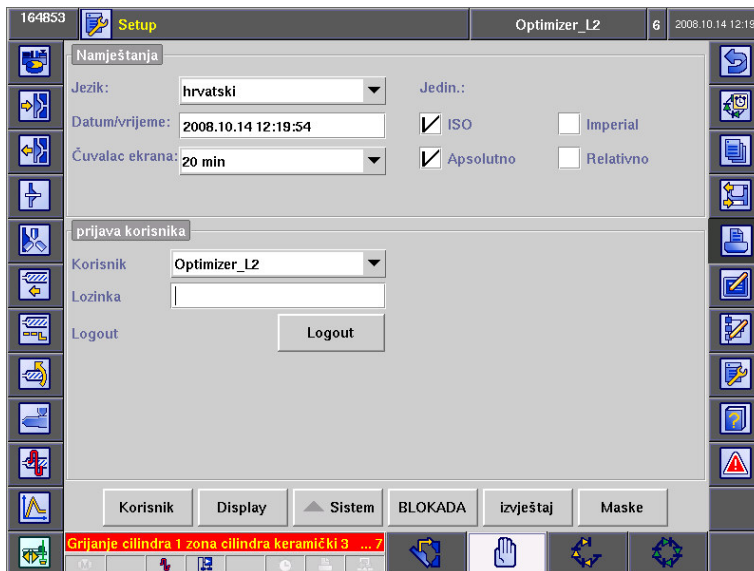 164853 Setup Optimizer_L2 6 2008.10.14 12:19
Namještanja
Jezik: hrvatski Jedin.:
Datum/vrijeme: 2008.10.14 12:19:54 ISO Imperial
Čuvalac ekrana: 20 min Apsolutno Relativno
prijava korisnika
Korisnik Optimizer_L2
Lozinka
Logout Logout
Korisnik Display Sistem BLOKADA izvještaj Maske
Grijanje cilindra 1 zona cilindra keramički 3 ... 7